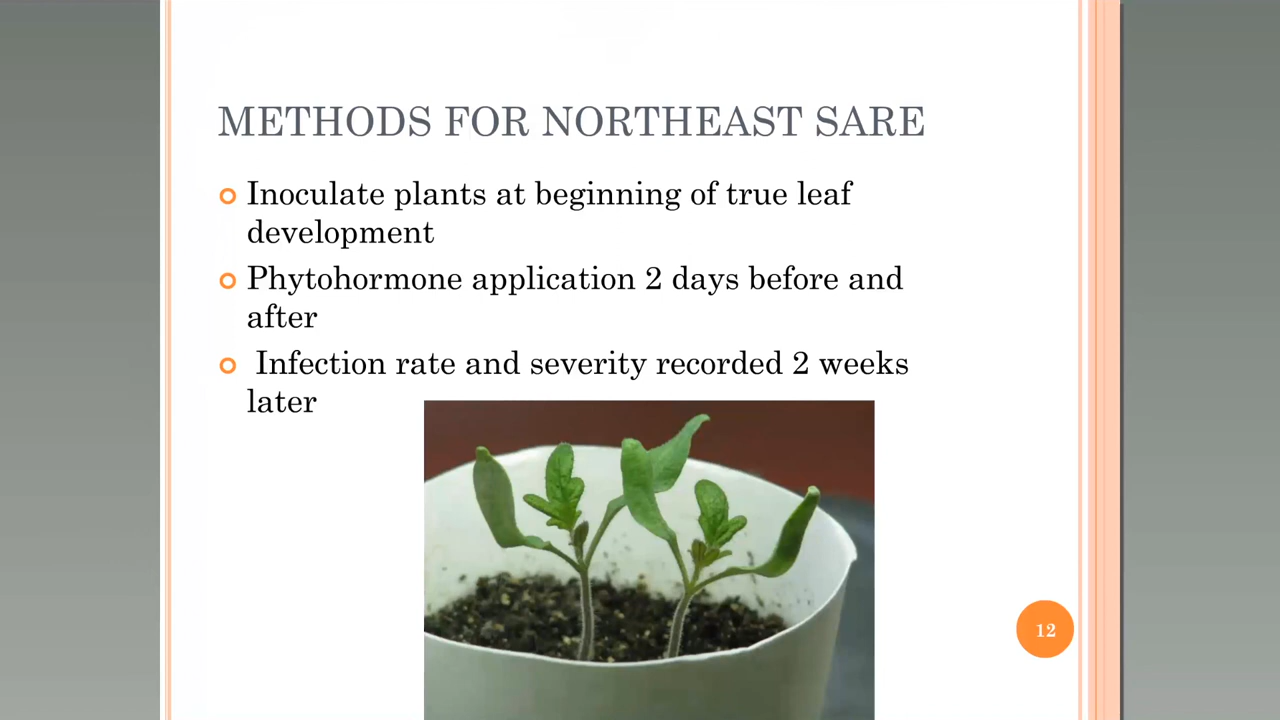 METHODS FOR NORTHEAST SARE
Inoculate plants at beginning of true leaf
development
Phytohormone application 2 days before and
after
Infection rate and severity recorded 2 weeks
later
12